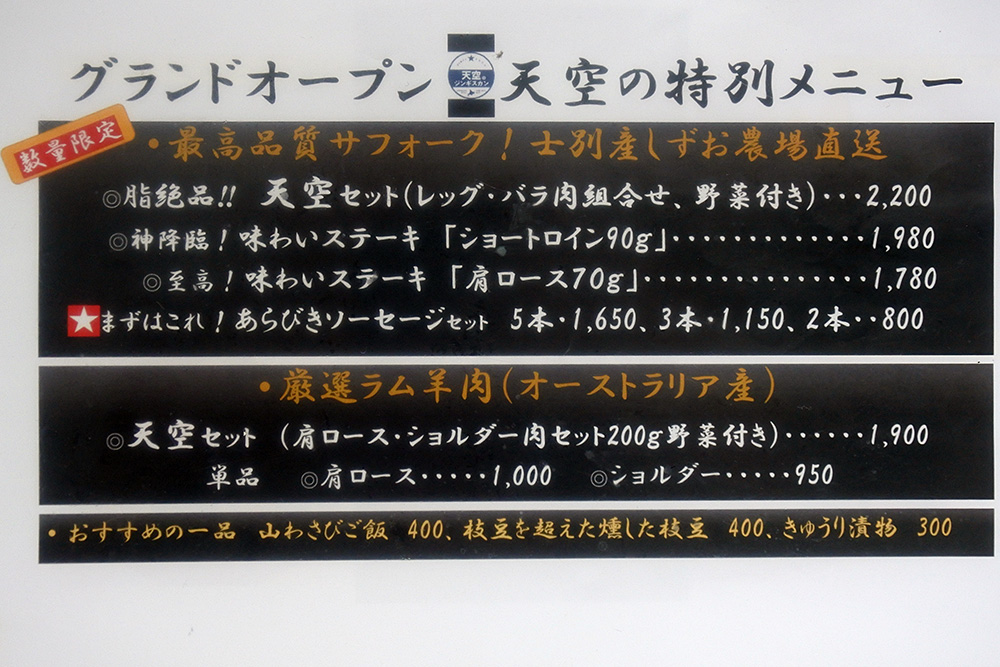 グランドオープン 天空の特別メニュー
天空の
ジンギスカン
数量限定
・最高品質サフォーク！士別産しずお農場直送
◎脂絶品!! 天空セット(レッグ・バラ肉組合せ、野菜付き)・・・2,200
◎神降臨！味わいステーキ「ショートロイン90g」・・・・・・・・・・・・・1,980
◎至高！味わいステーキ「肩ロース70g」・・・・・・・・・・・・・・・1,780
★まずはこれ！あらびきソーセージセット 5本・1,650、3本・1,150、2本・・800
・厳選ラム羊肉(オーストラリア産)
◎天空セット (肩ロース・ショルダー肉セット200g野菜付き)・・・・・・1,900
単品 ◎肩ロース・・・・・1,000 ◎ショルダー・・・・・950
・おすすめの一品 山わさびご飯 400、枝豆を超えた燻した枝豆 400、きゅうり漬物 300